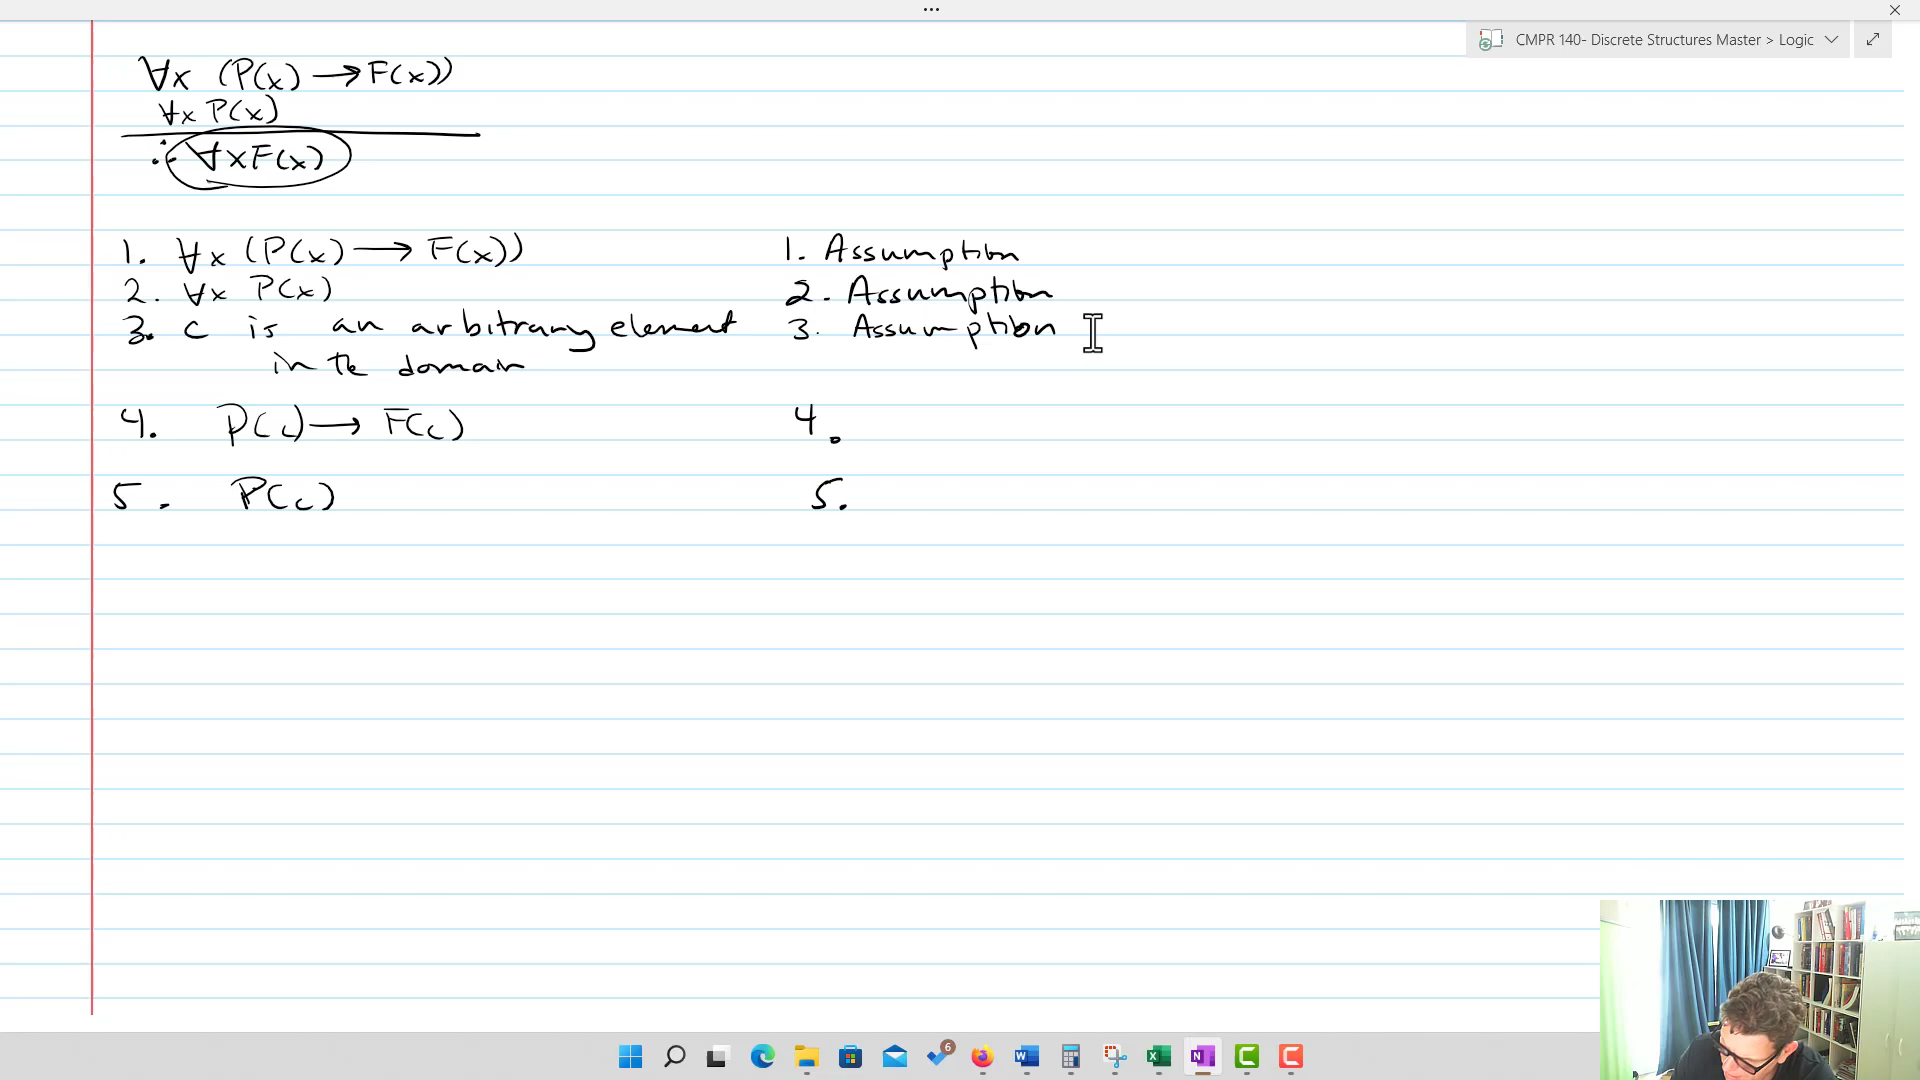 CMPR 140- Discrete Structures Master > Logic
∀x (P(x) → F(x))
∀x P(x)
∴ ∀x F(x)
1. ∀x (P(x) → F(x)) 1. Assumption
2. ∀x P(x) 2. Assumption
3. c is an arbitrary element 3. Assumption
in the domain
4. P(c) → F(c) 4.
5. P(c) 5.
6